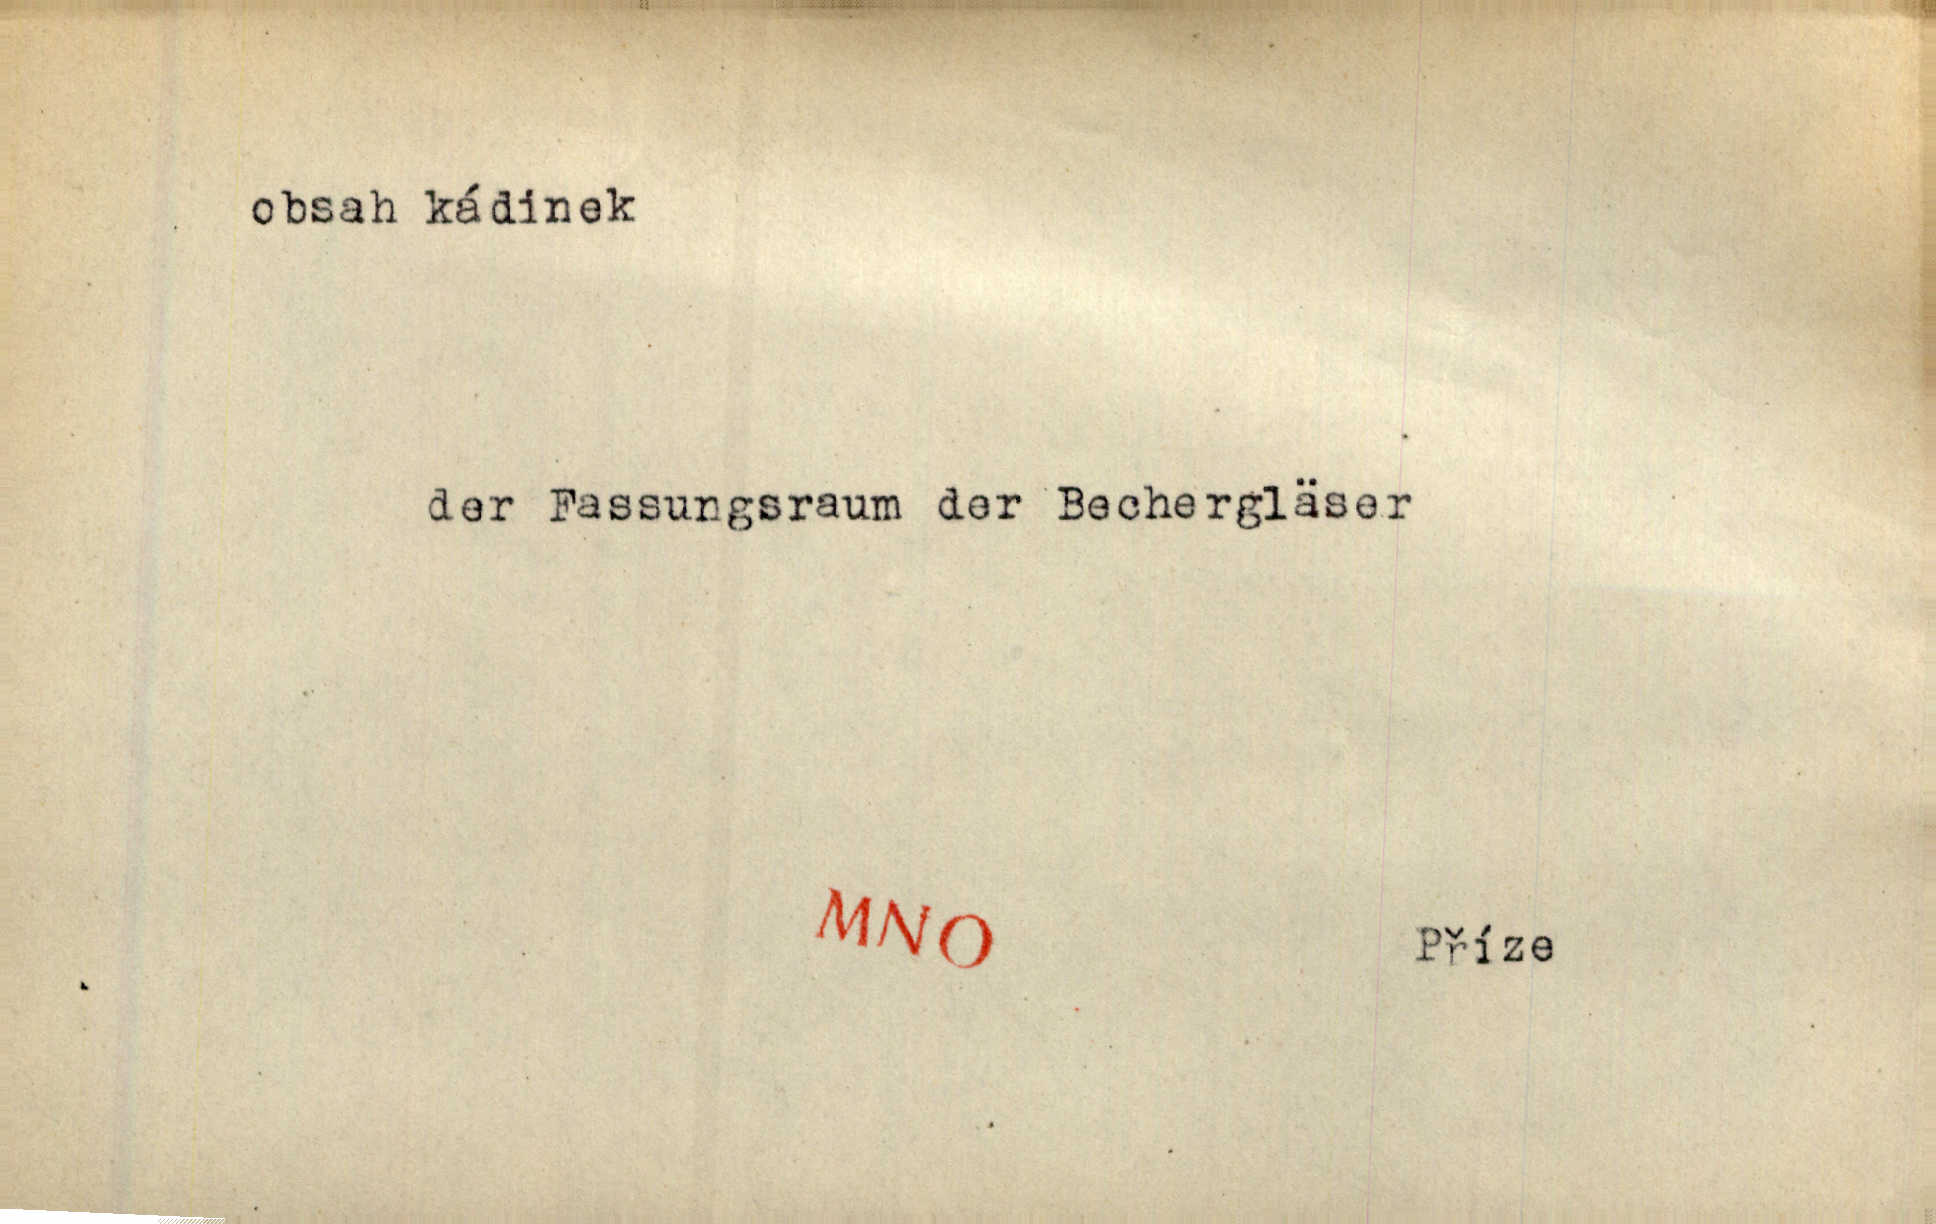 obsah kádinek
der Fassungsraum der Bechergläser
MNO
Příze